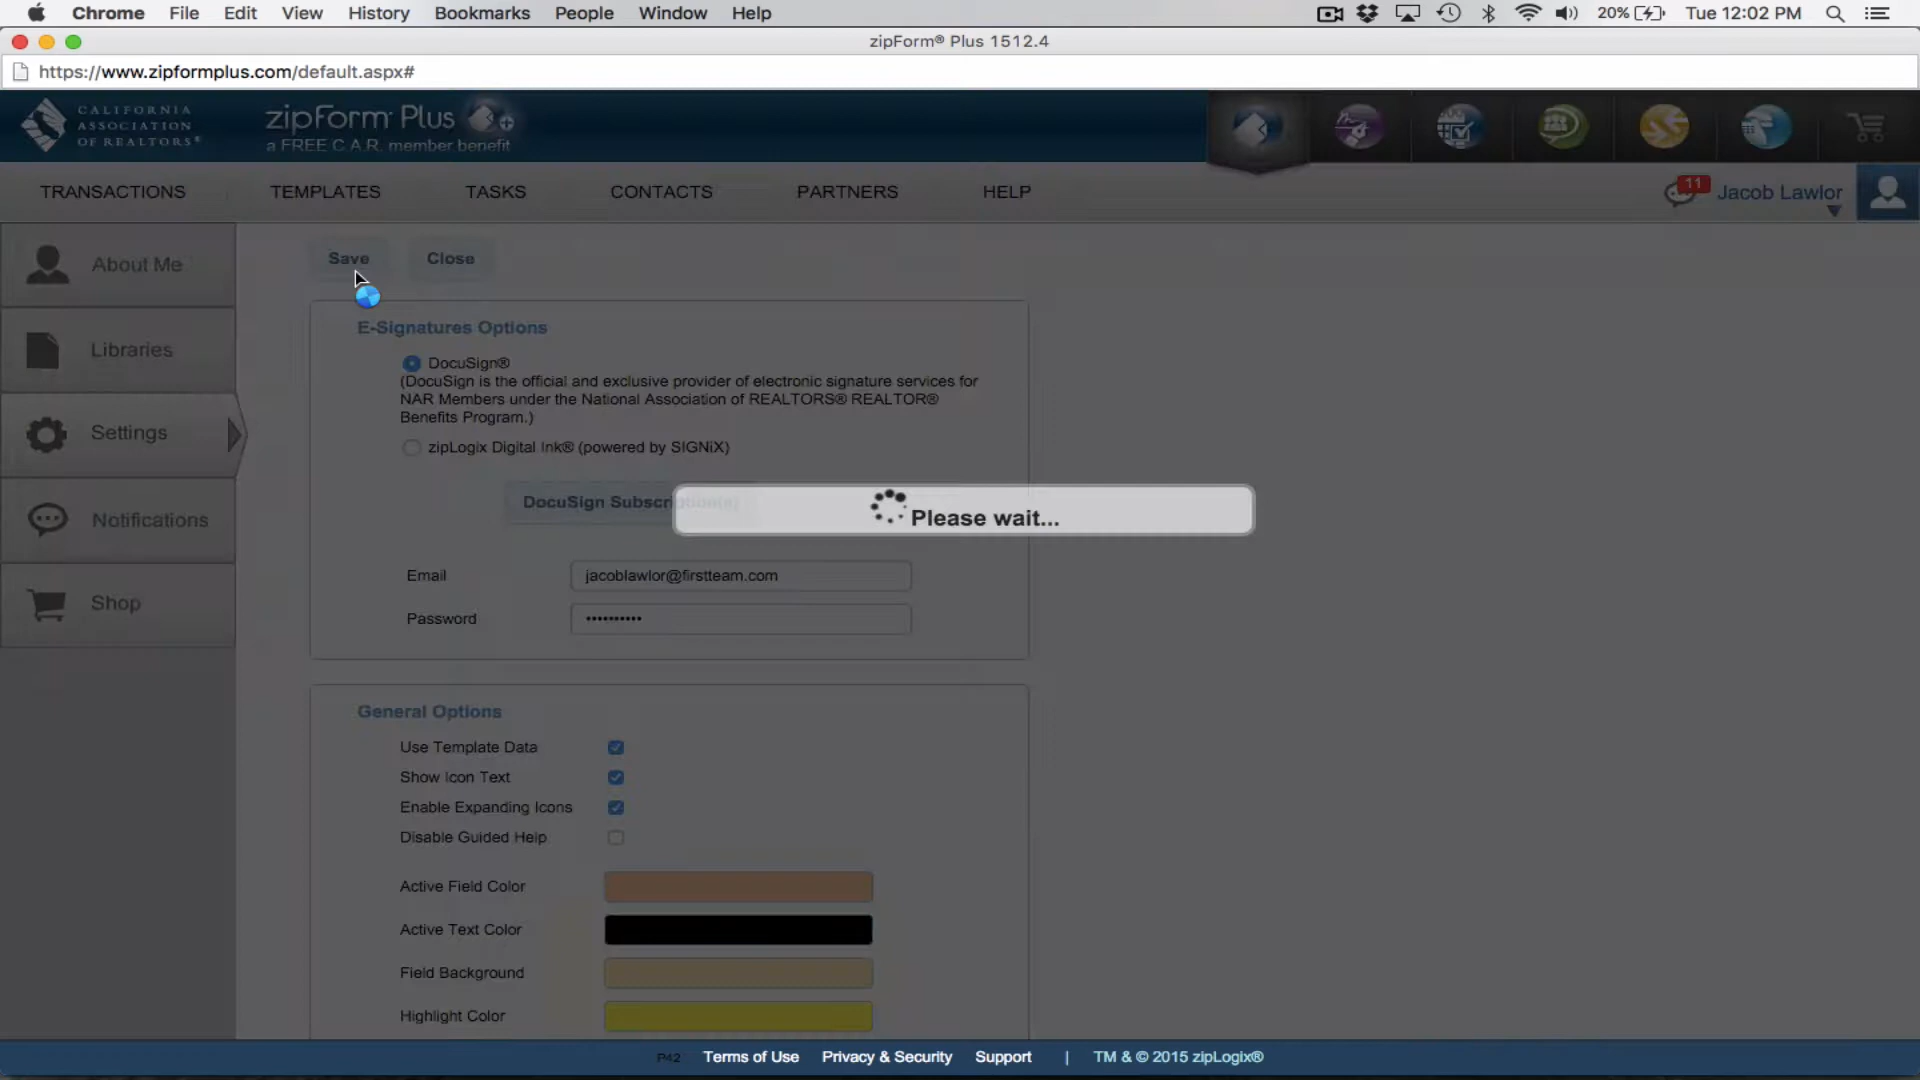 Chrome File Edit View History Bookmarks People Window Help 20% Tue 12:02 PM
zipForm® Plus 1512.4
https://www.zipformplus.com/default.aspx#
CALIFORNIA
ASSOCIATION
OF REALTORS®
zipForm Plus
a FREE C.A.R. member benefit
TRANSACTIONS TEMPLATES TASKS CONTACTS PARTNERS HELP 11 Jacob Lawlor
About Me
Libraries
Settings
Notifications
Shop
Save Close
E-Signatures Options
DocuSign®
(DocuSign is the official and exclusive provider of electronic signature services for
NAR Members under the National Association of REALTORS® REALTOR®
Benefits Program.)
zipLogix Digital Ink® (powered by SIGNiX)
DocuSign Subscription(s)
Please wait...
Email jacoblawlor@firstteam.com
Password ••••••••••
General Options
Use Template Data
Show Icon Text
Enable Expanding Icons
Disable Guided Help
Active Field Color
Active Text Color
Field Background
Highlight Color
P42 Terms of Use Privacy & Security Support | TM & © 2015 zipLogix®